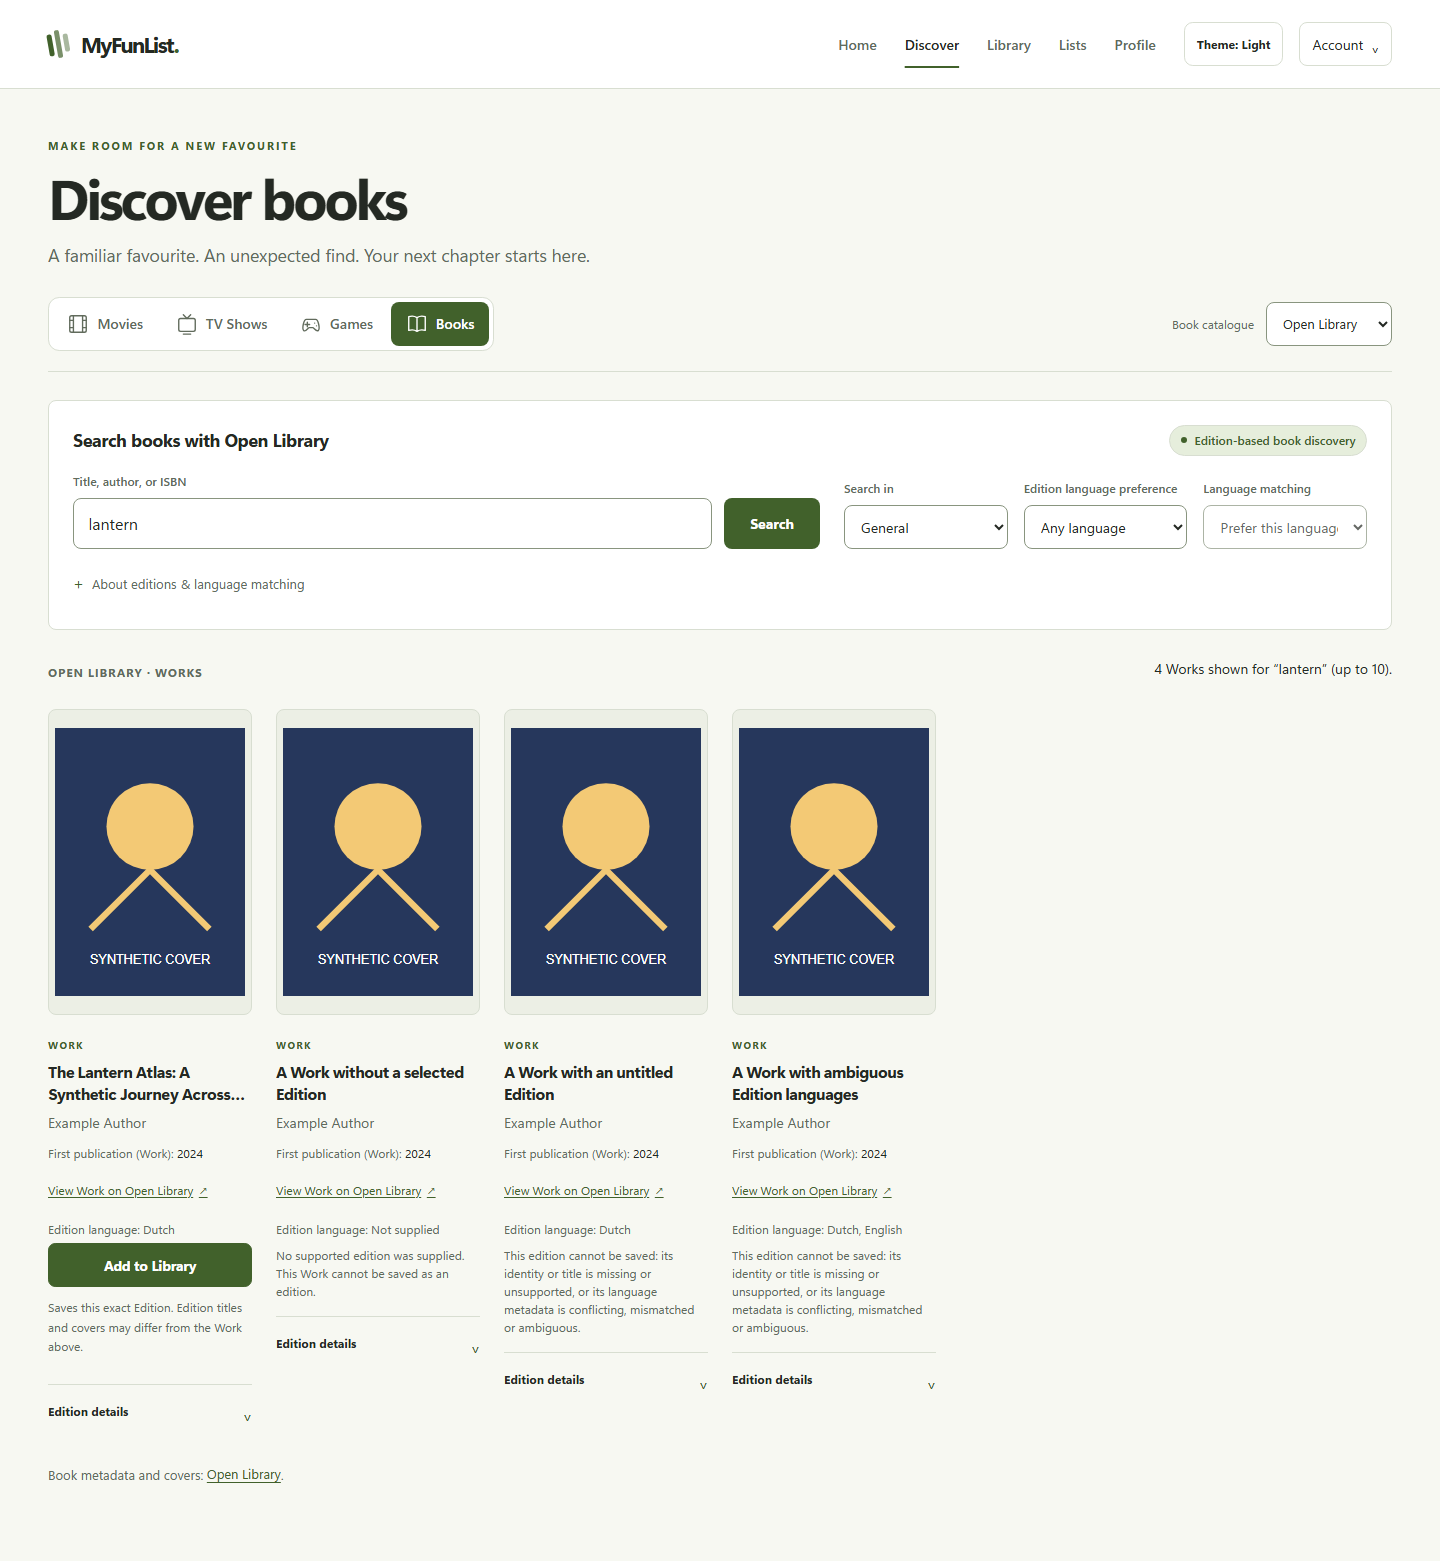 MyFunList.
Home
Discover
Library
Lists
Profile
Theme: Light
Account
MAKE ROOM FOR A NEW FAVOURITE
Discover books
A familiar favourite. An unexpected find. Your next chapter starts here.
Movies
TV Shows
Games
Books
Book catalogue
Open Library
Search books with Open Library
Edition-based book discovery
Title, author, or ISBN
lantern
Search
Search in
General
Edition language preference
Any language
Language matching
Prefer this language
+ About editions & language matching
OPEN LIBRARY · WORKS
4 Works shown for “lantern” (up to 10).
SYNTHETIC COVER
WORK
The Lantern Atlas: A
Synthetic Journey Across…
Example Author
First publication (Work): 2024
View Work on Open Library ↗
Edition language: Dutch
Add to Library
Saves this exact Edition. Edition titles
and covers may differ from the Work
above.
Edition details
SYNTHETIC COVER
WORK
A Work without a selected
Edition
Example Author
First publication (Work): 2024
View Work on Open Library ↗
Edition language: Not supplied
No supported edition was supplied.
This Work cannot be saved as an
edition.
Edition details
SYNTHETIC COVER
WORK
A Work with an untitled
Edition
Example Author
First publication (Work): 2024
View Work on Open Library ↗
Edition language: Dutch
This edition cannot be saved: its
identity or title is missing or
unsupported, or its language
metadata is conflicting, mismatched
or ambiguous.
Edition details
SYNTHETIC COVER
WORK
A Work with ambiguous
Edition languages
Example Author
First publication (Work): 2024
View Work on Open Library ↗
Edition language: Dutch, English
This edition cannot be saved: its
identity or title is missing or
unsupported, or its language
metadata is conflicting, mismatched
or ambiguous.
Edition details
Book metadata and covers: Open Library.